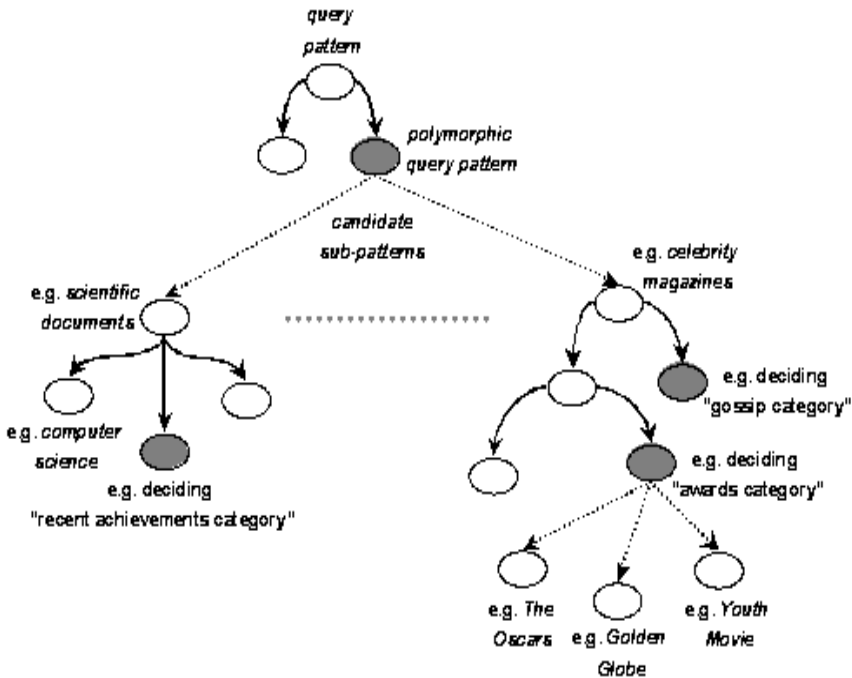 query
pattern
polymorphic
query pattern
candidate
sub-patterns
e.g. scientific
documents
e.g. celebrity
magazines
e.g. computer
science
e.g. deciding
"recent achievements category"
e.g. deciding
"gossip category"
e.g. deciding
"awards category"
e.g. The
Oscars
e.g. Golden
Globe
e.g. Youth
Movie